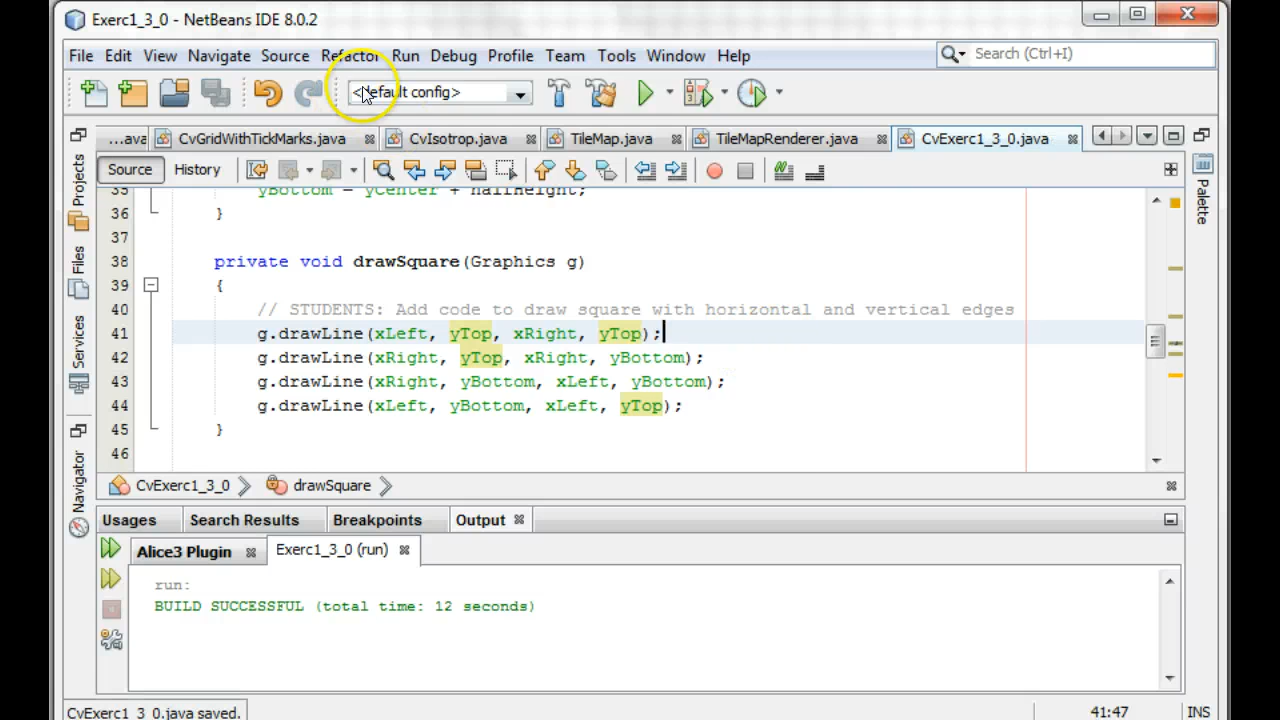 Exerc1_3_0 - NetBeans IDE 8.0.2
File Edit View Navigate Source Refactor Run Debug Profile Team Tools Window Help
Search (Ctrl+I)
<default config>
...ava CvGridWithTickMarks.java CvIsotrop.java TileMap.java TileMapRenderer.java CvExerc1_3_0.java
Source History
Projects
Files
Services
Navigator
Palette
35 yBottom = yCenter + halfHeight;
36 }
37
38 private void drawSquare(Graphics g)
39 {
40 // STUDENTS: Add code to draw square with horizontal and vertical edges
41 g.drawLine(xLeft, yTop, xRight, yTop);
42 g.drawLine(xRight, yTop, xRight, yBottom);
43 g.drawLine(xRight, yBottom, xLeft, yBottom);
44 g.drawLine(xLeft, yBottom, xLeft, yTop);
45 }
46
CvExerc1_3_0 drawSquare
Usages Search Results Breakpoints Output
Alice3 Plugin Exerc1_3_0 (run)
run:
BUILD SUCCESSFUL (total time: 12 seconds)
CvExerc1_3_0.java saved. 41:47 INS